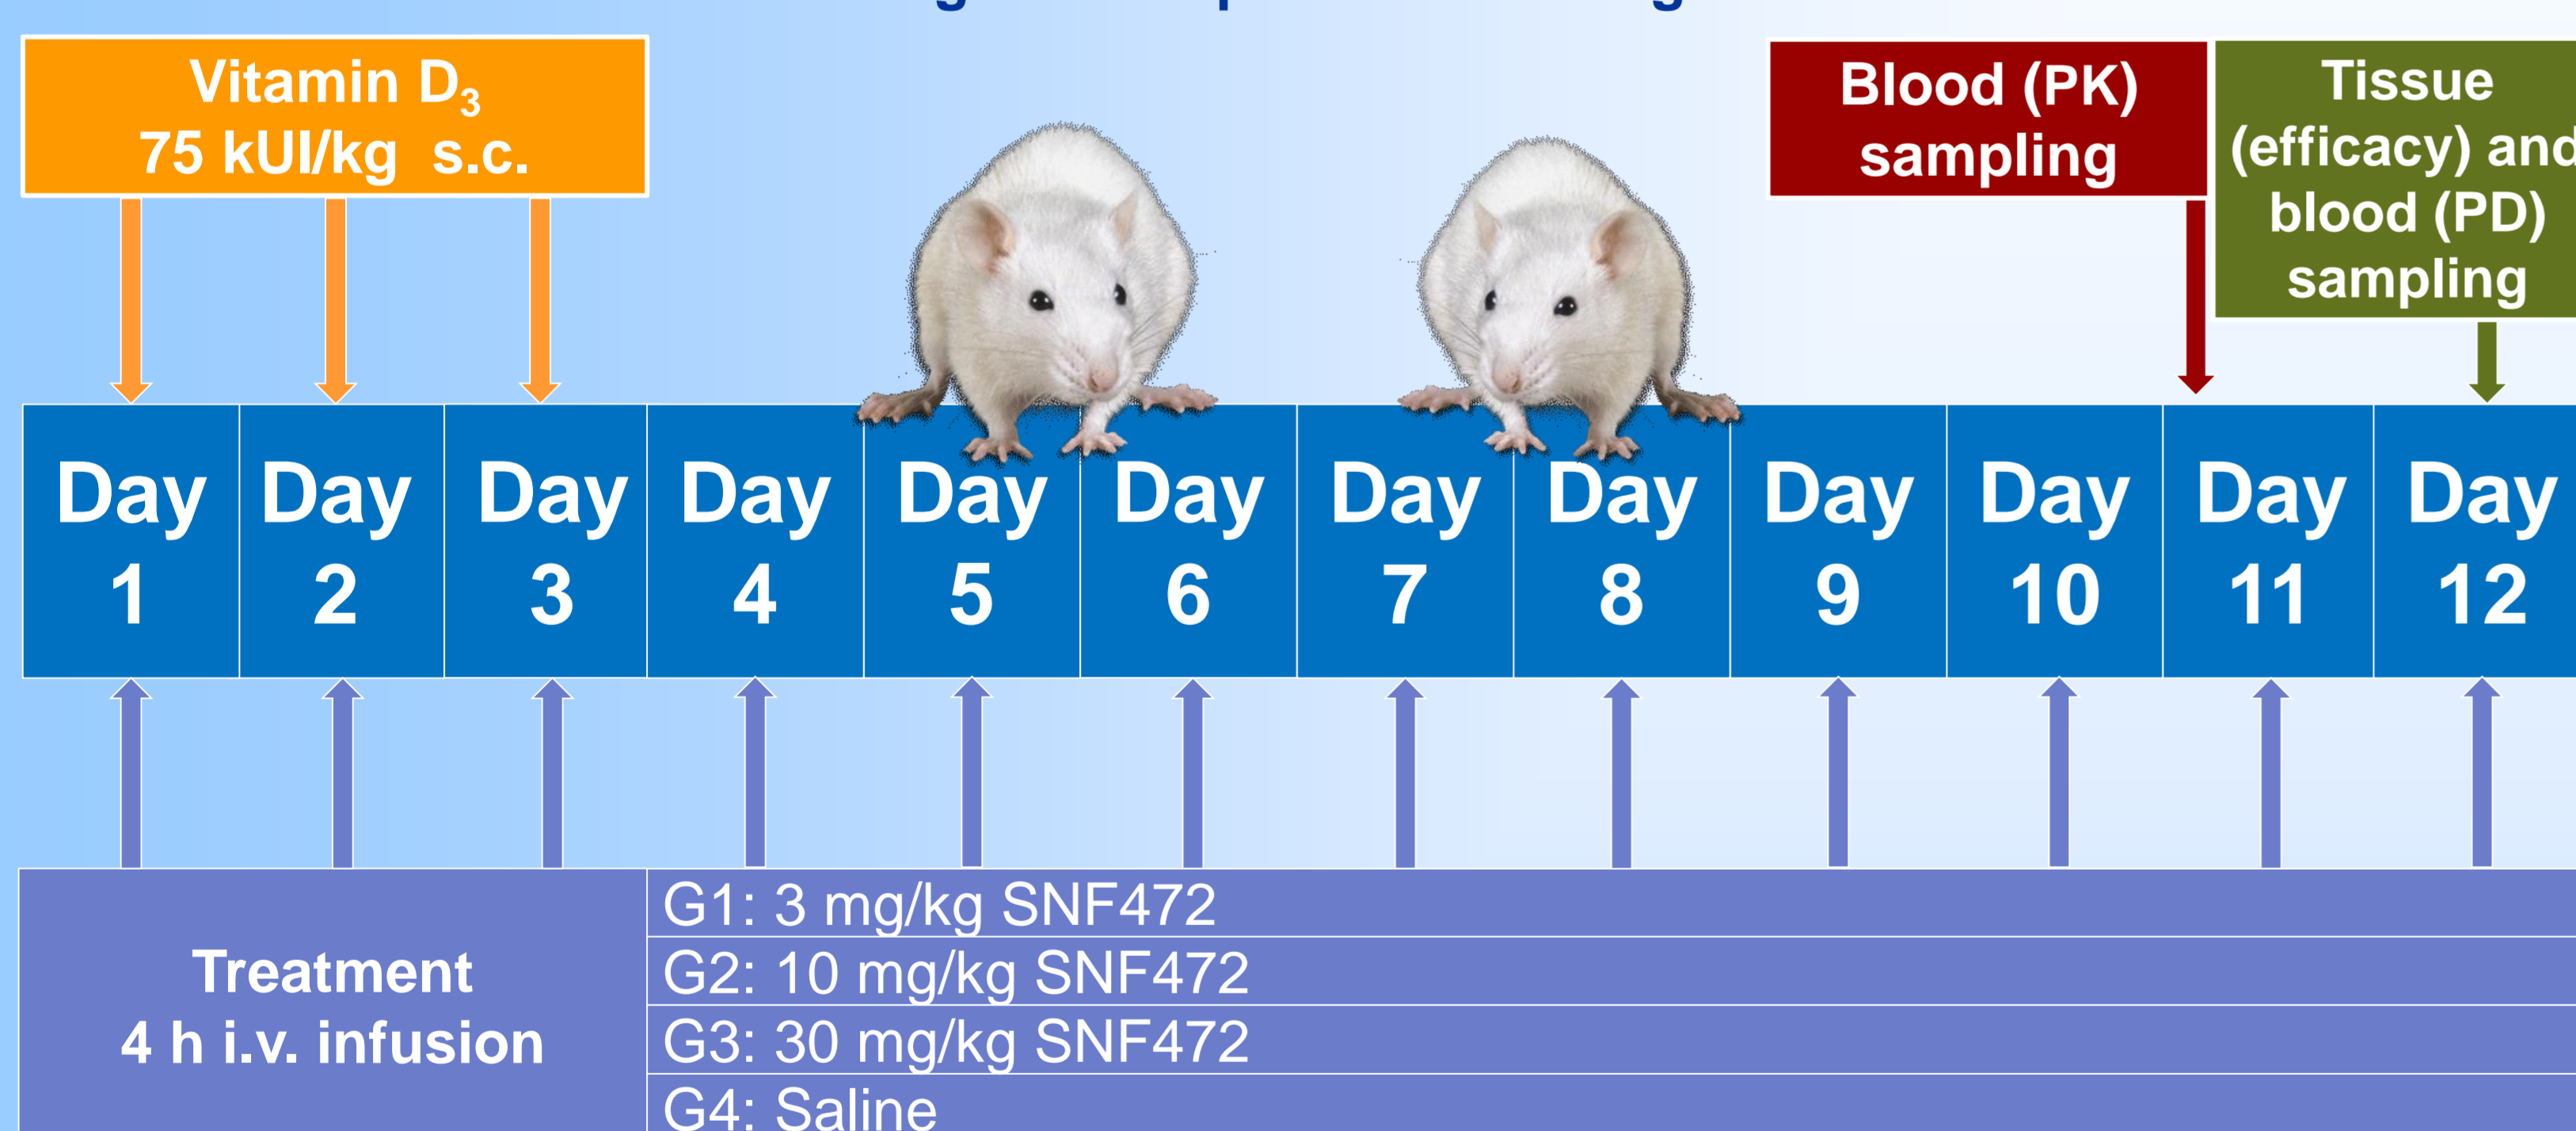 Vitamin D₃
75 kUI/kg s.c.
Blood (PK)
sampling
Tissue
(efficacy) and
blood (PD)
sampling
Day 1
Day 2
Day 3
Day 4
Day 5
Day 6
Day 7
Day 8
Day 9
Day 10
Day 11
Day 12
Treatment
4 h i.v. infusion
G1: 3 mg/kg SNF472
G2: 10 mg/kg SNF472
G3: 30 mg/kg SNF472
G4: Saline